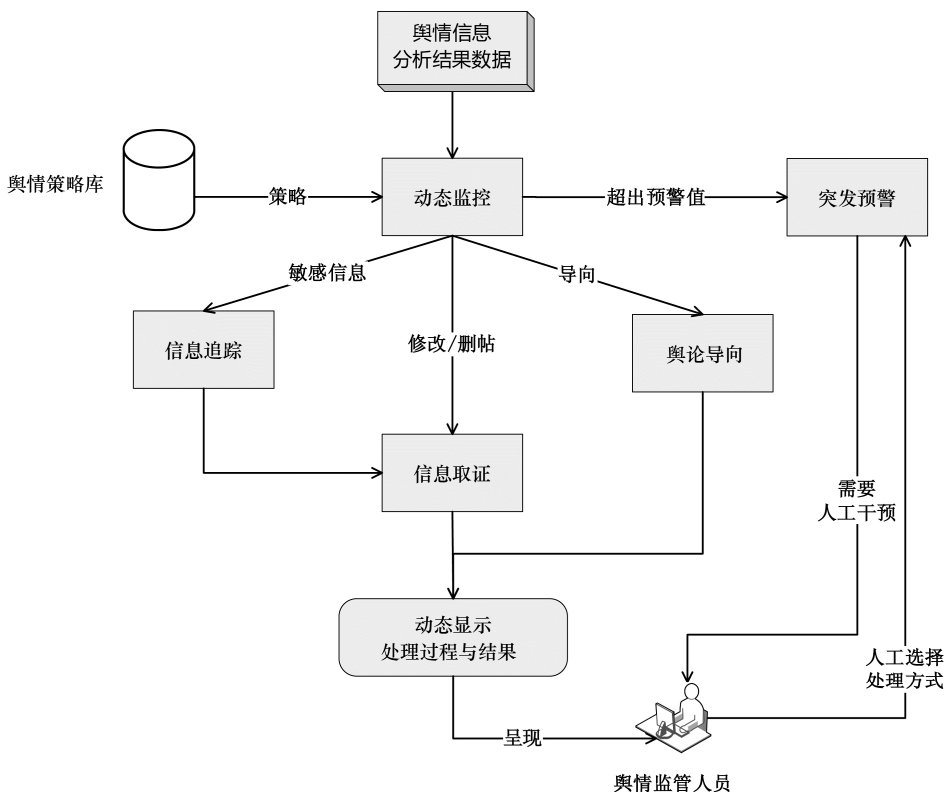 舆情信息
分析结果数据
舆情策略库
策略
动态监控
超出预警值
突发预警
敏感信息
导向
信息追踪
修改/删帖
舆论导向
信息取证
需要
人工干预
动态显示
处理过程与结果
人工选择
处理方式
呈现
舆情监管人员